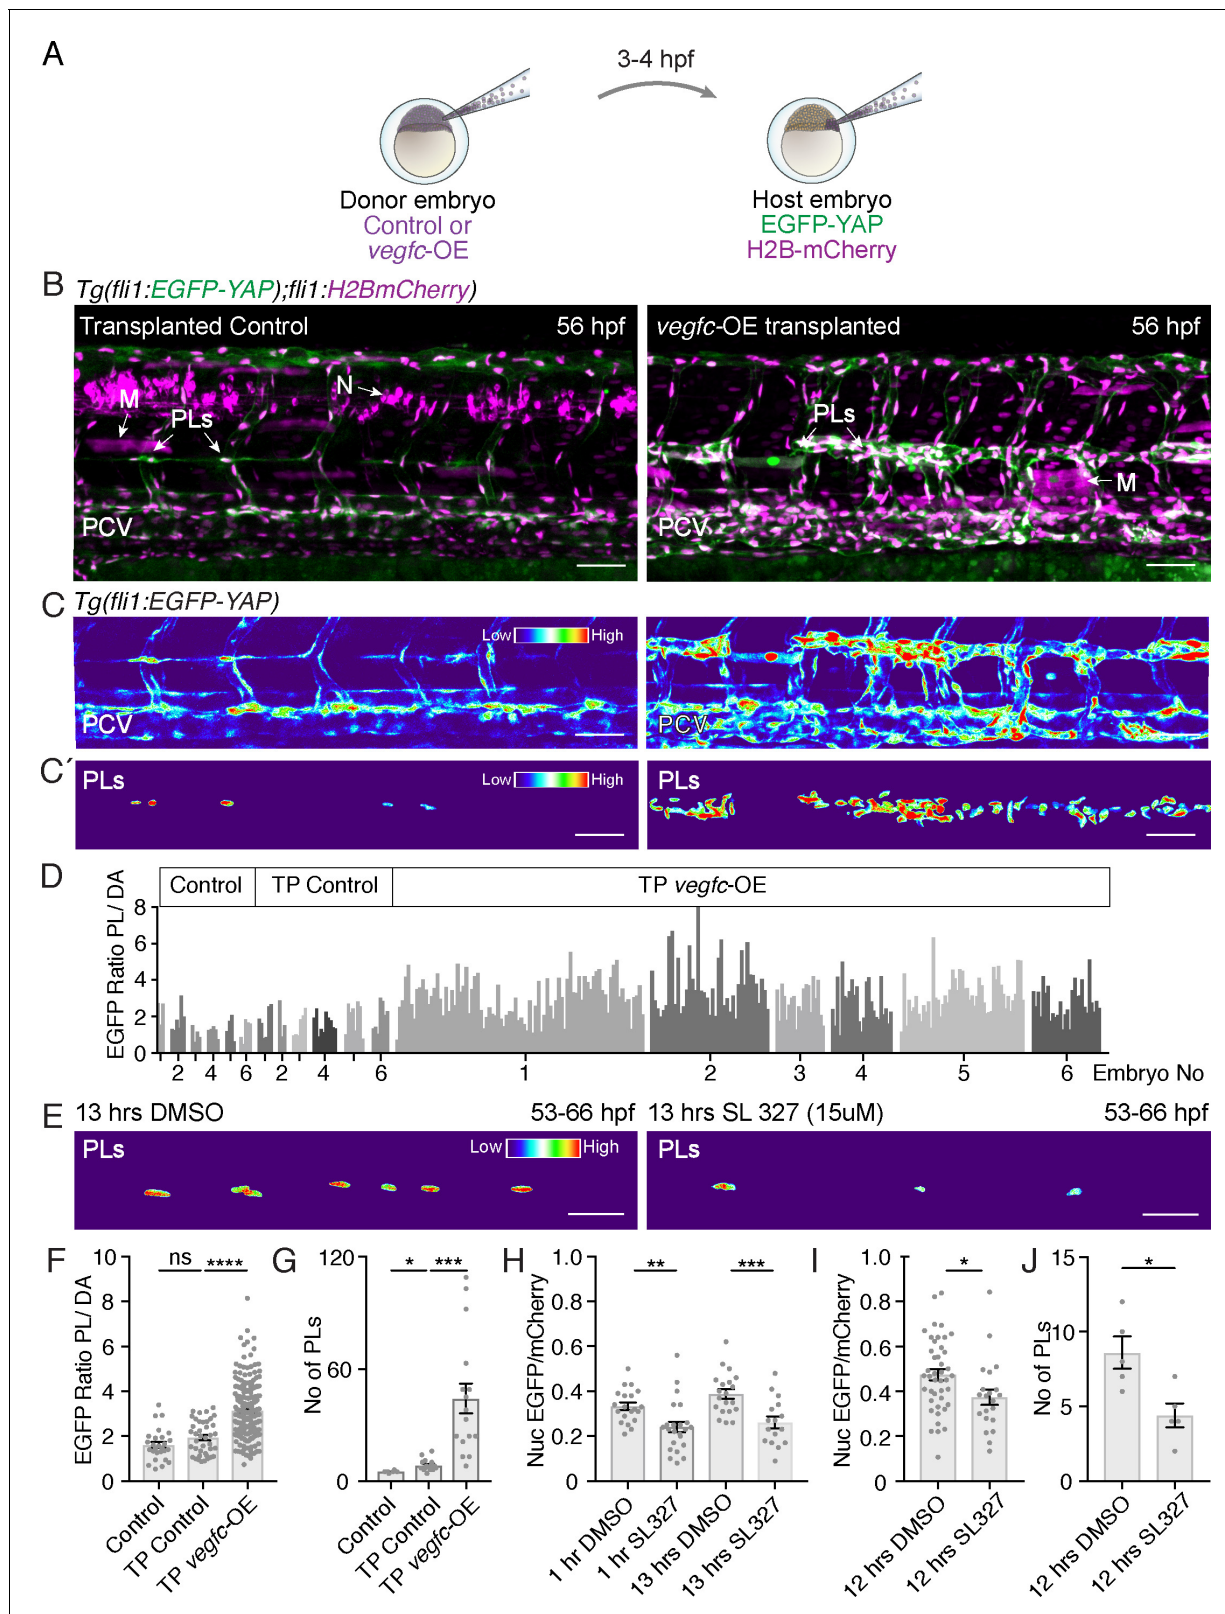 A
3-4 hpf
Donor embryo
Control or
vegfc-OE
Host embryo
EGFP-YAP
H2B-mCherry
B
Tg(fli1:EGFP-YAP);fli1:H2BmCherry)
Transplanted Control
56 hpf
N
M
PLs
PCV
vegfc-OE transplanted
56 hpf
PLs
M
PCV
C
Tg(fli1:EGFP-YAP)
Low
High
PCV
PCV
C′
PLs
Low
High
PLs
D
Control
TP Control
TP vegfc-OE
EGFP Ratio PL/ DA
8
6
4
2
0
2
4
6
2
4
6
1
2
3
4
5
6
Embryo No
E
13 hrs DMSO
53-66 hpf
PLs
Low
High
13 hrs SL 327 (15uM)
53-66 hpf
PLs
F
EGFP Ratio PL/ DA
10
8
6
4
2
0
ns
****
Control
TP Control
TP vegfc-OE
G
No of PLs
120
60
0
*
***
Control
TP Control
TP vegfc-OE
H
Nuc EGFP/mCherry
1.0
0.8
0.6
0.4
0.2
0
**
***
1 hr DMSO
1 hr SL327
13 hrs DMSO
13 hrs SL327
I
Nuc EGFP/mCherry
1.0
0.8
0.6
0.4
0.2
0
*
12 hrs DMSO
12 hrs SL327
J
No of PLs
15
10
5
0
*
12 hrs DMSO
12 hrs SL327